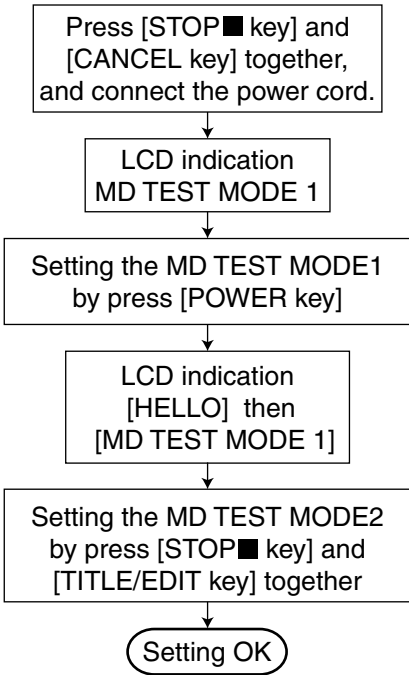 Press [STOP■ key] and
[CANCEL key] together,
and connect the power cord.
LCD indication
MD TEST MODE 1
Setting the MD TEST MODE1
by press [POWER key]
LCD indication
[HELLO] then
[MD TEST MODE 1]
Setting the MD TEST MODE2
by press [STOP■ key] and
[TITLE/EDIT key] together
Setting OK